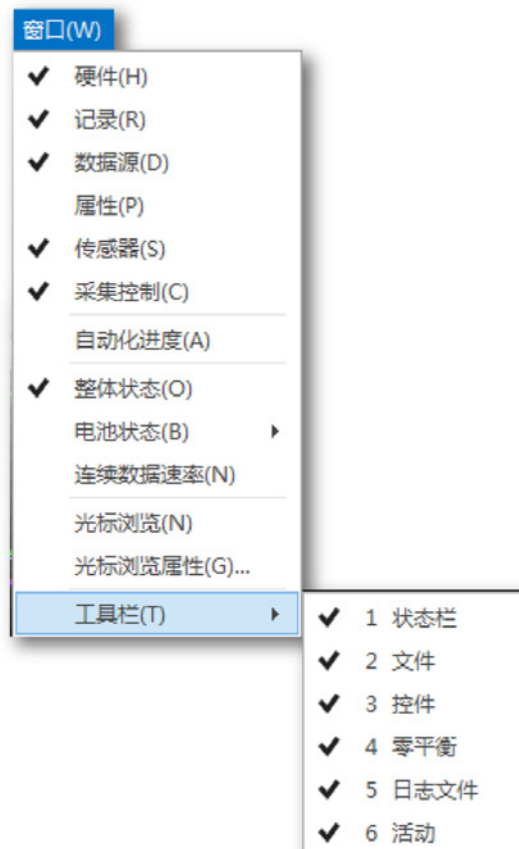 窗口(W)
硬件(H)
记录(R)
数据源(D)
属性(P)
传感器(S)
采集控制(C)
自动化进度(A)
整体状态(O)
电池状态(B)
连续数据速率(N)
光标浏览(N)
光标浏览属性(G)...
工具栏(T)
1 状态栏
2 文件
3 控件
4 零平衡
5 日志文件
6 活动